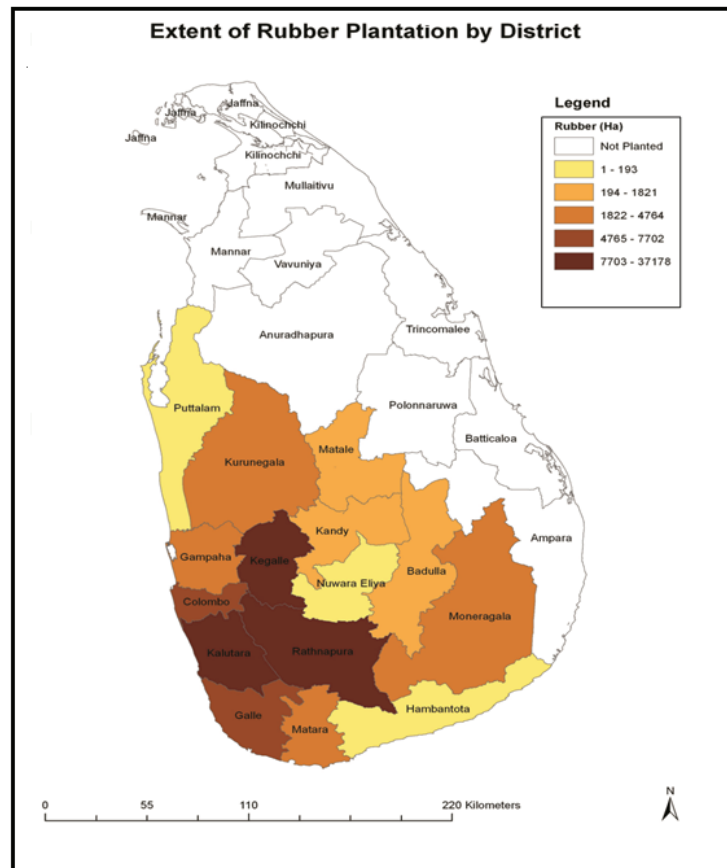 Extent of Rubber Plantation by District
Legend
Rubber (Ha)
Not Planted
1 - 193
194 - 1821
1822 - 4764
4765 - 7702
7703 - 37178
Jaffna
Jaffna
Jaffna
Kilinochchi
Kilinochchi
Mullaitivu
Mannar
Mannar
Vavuniya
Anuradhapura
Trincomalee
Puttalam
Polonnaruwa
Batticaloa
Kurunegala
Matale
Kandy
Ampara
Gampaha
Kegalle
Nuwara Eliya
Badulla
Colombo
Moneragala
Kalutara
Rathnapura
Hambantota
Galle
Matara
N
0 55 110 220 Kilometers